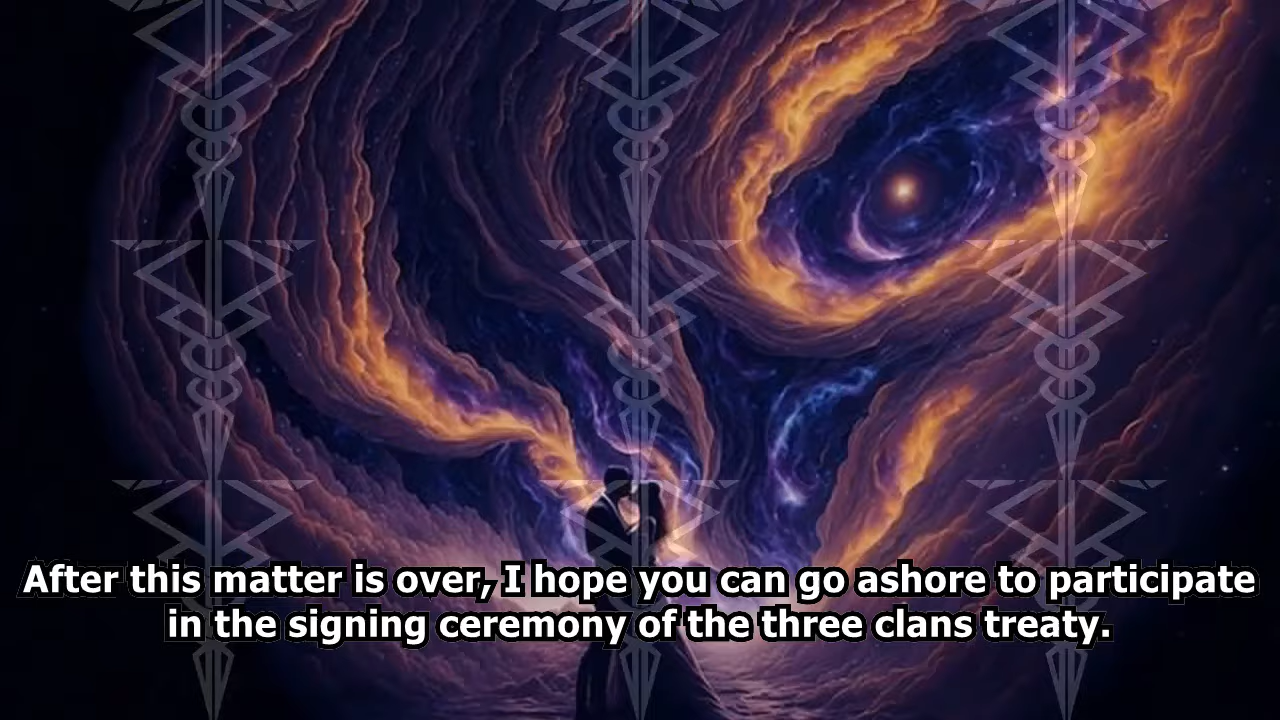 After this matter is over, I hope you can go ashore to participate
in the signing ceremony of the three clans treaty.